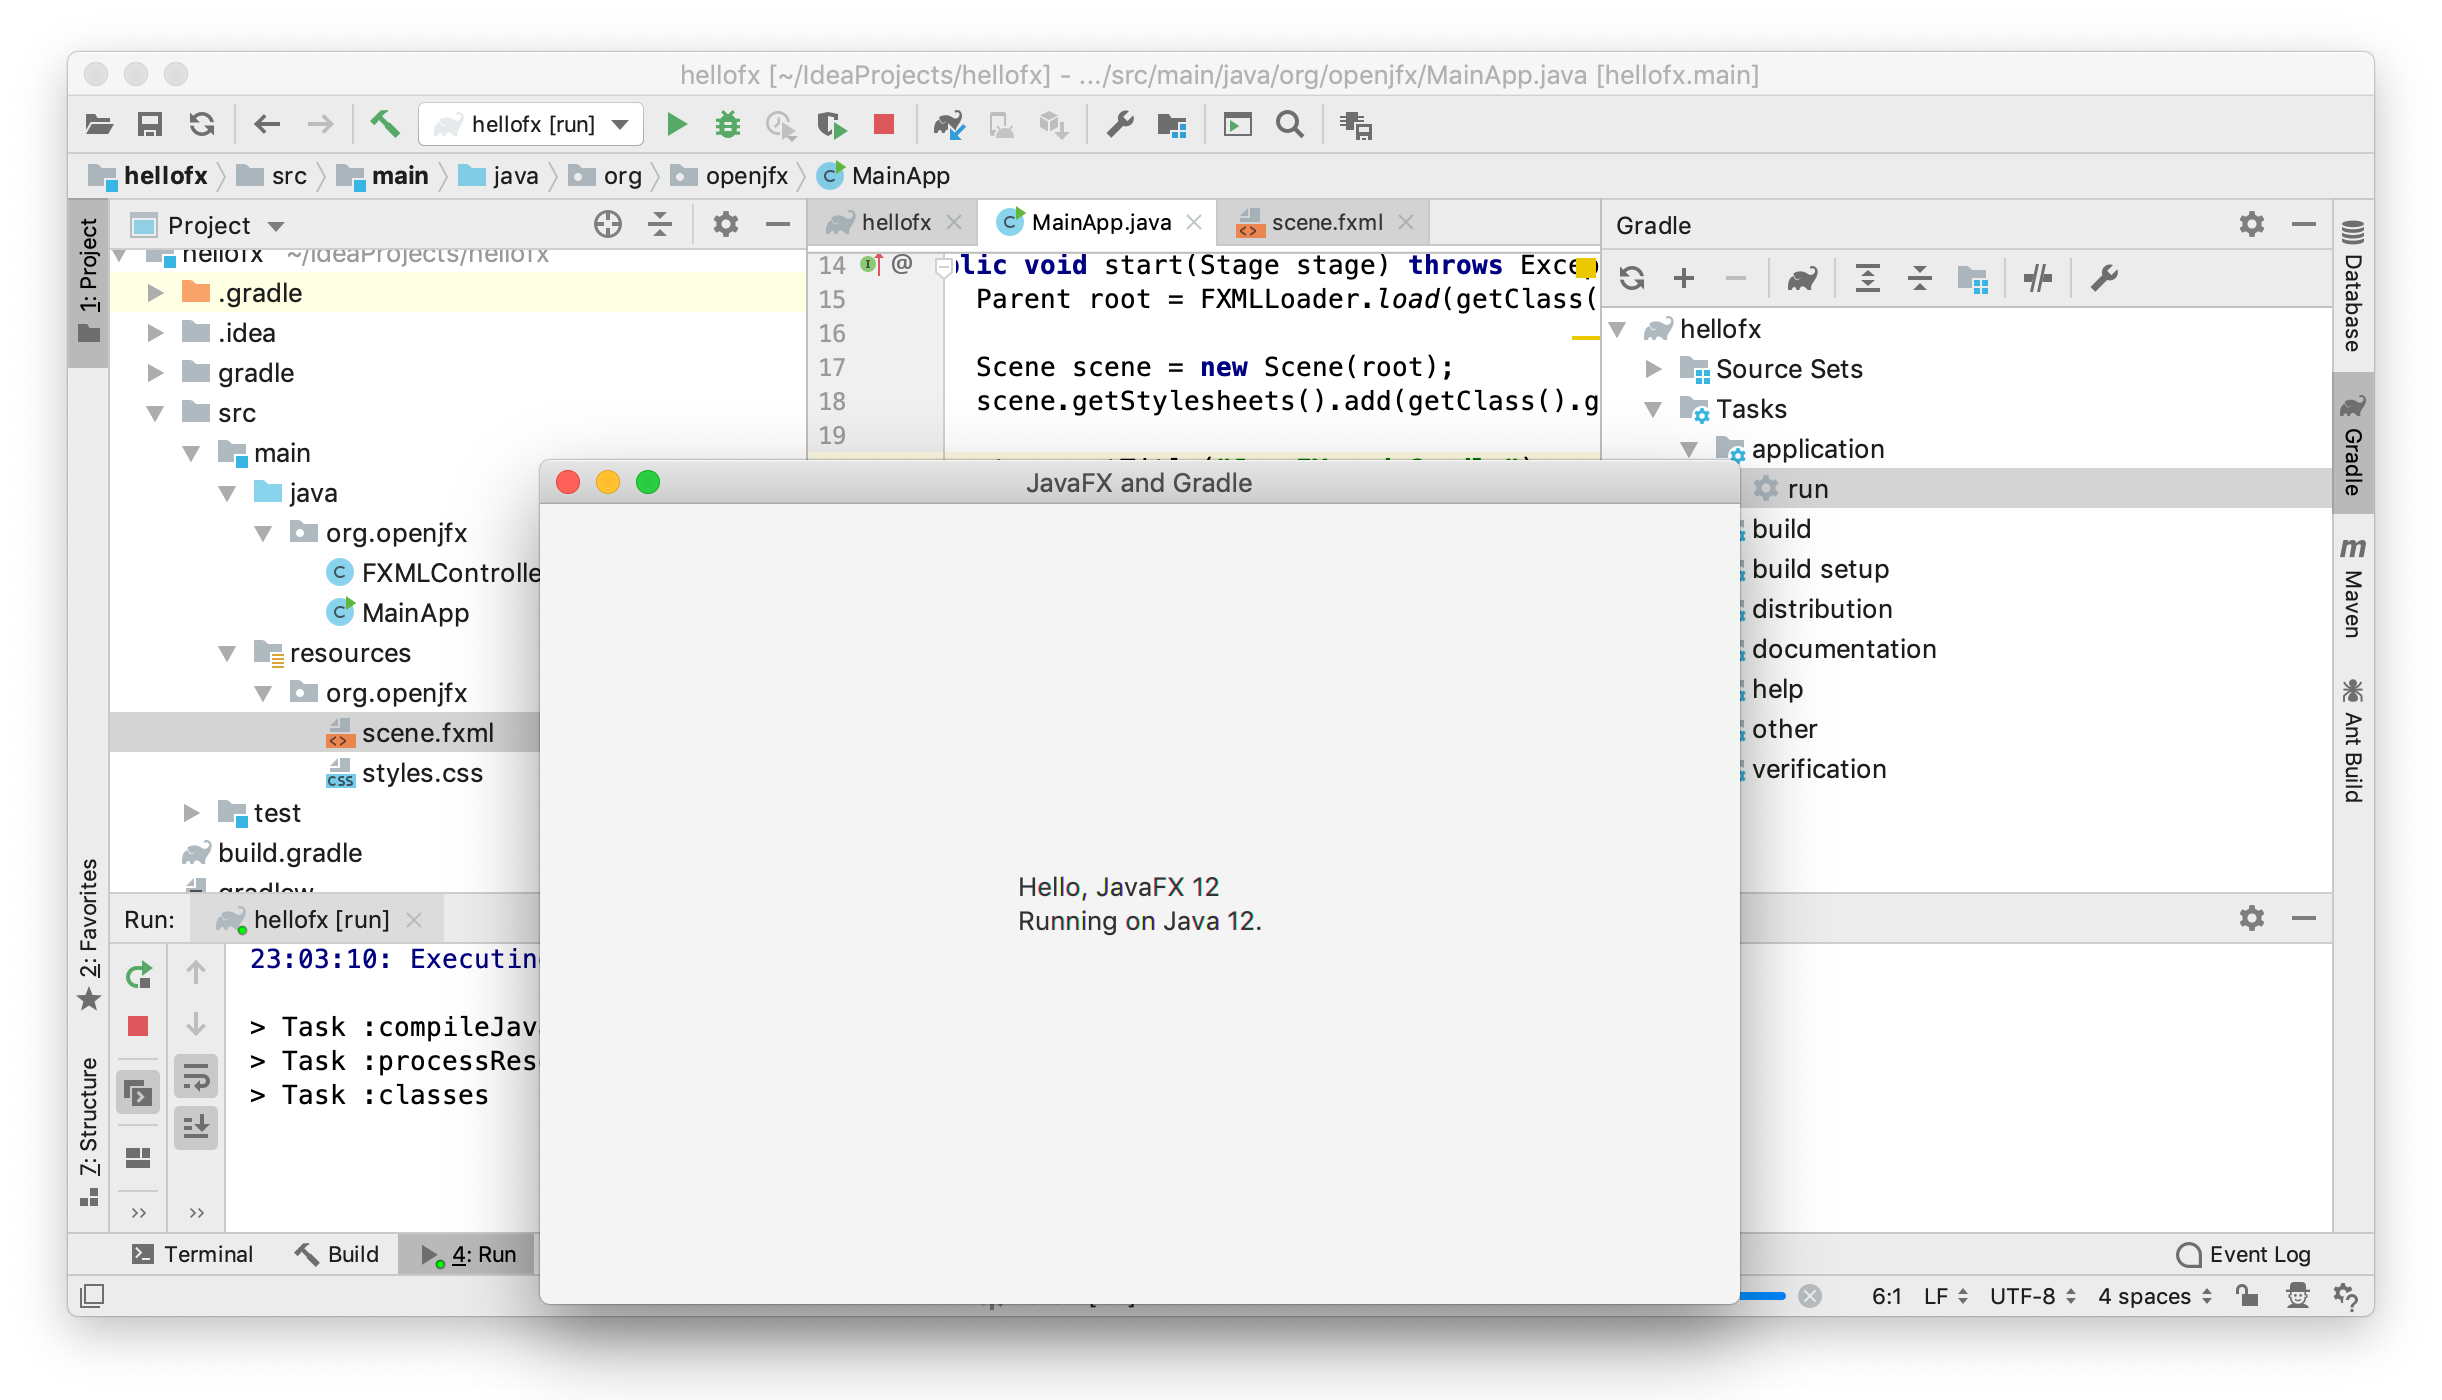 hellofx [~/IdeaProjects/hellofx] - .../src/main/java/org/openjfx/MainApp.java [hellofx.main]
hellofx [run]
hellofx src main java org openjfx MainApp
1: Project
2: Favorites
7: Structure
Project
hellofx ~/IdeaProjects/hellofx
.gradle
.idea
gradle
src
main
java
org.openjfx
FXMLControlle
MainApp
resources
org.openjfx
scene.fxml
styles.css
test
build.gradle
gradlew
hellofx MainApp.java scene.fxml
14 blic void start(Stage stage) throws Excep
15 Parent root = FXMLLoader.load(getClass(
16
17 Scene scene = new Scene(root);
18 scene.getStylesheets().add(getClass().g
19
Gradle
hellofx
Source Sets
Tasks
application
run
build
build setup
distribution
documentation
help
other
verification
Database
Gradle
Maven
Ant Build
JavaFX and Gradle
Hello, JavaFX 12
Running on Java 12.
Run: hellofx [run]
23:03:10: Executin
> Task :compileJav
> Task :processRes
> Task :classes
Terminal Build 4: Run Event Log
6:1 LF UTF-8 4 spaces